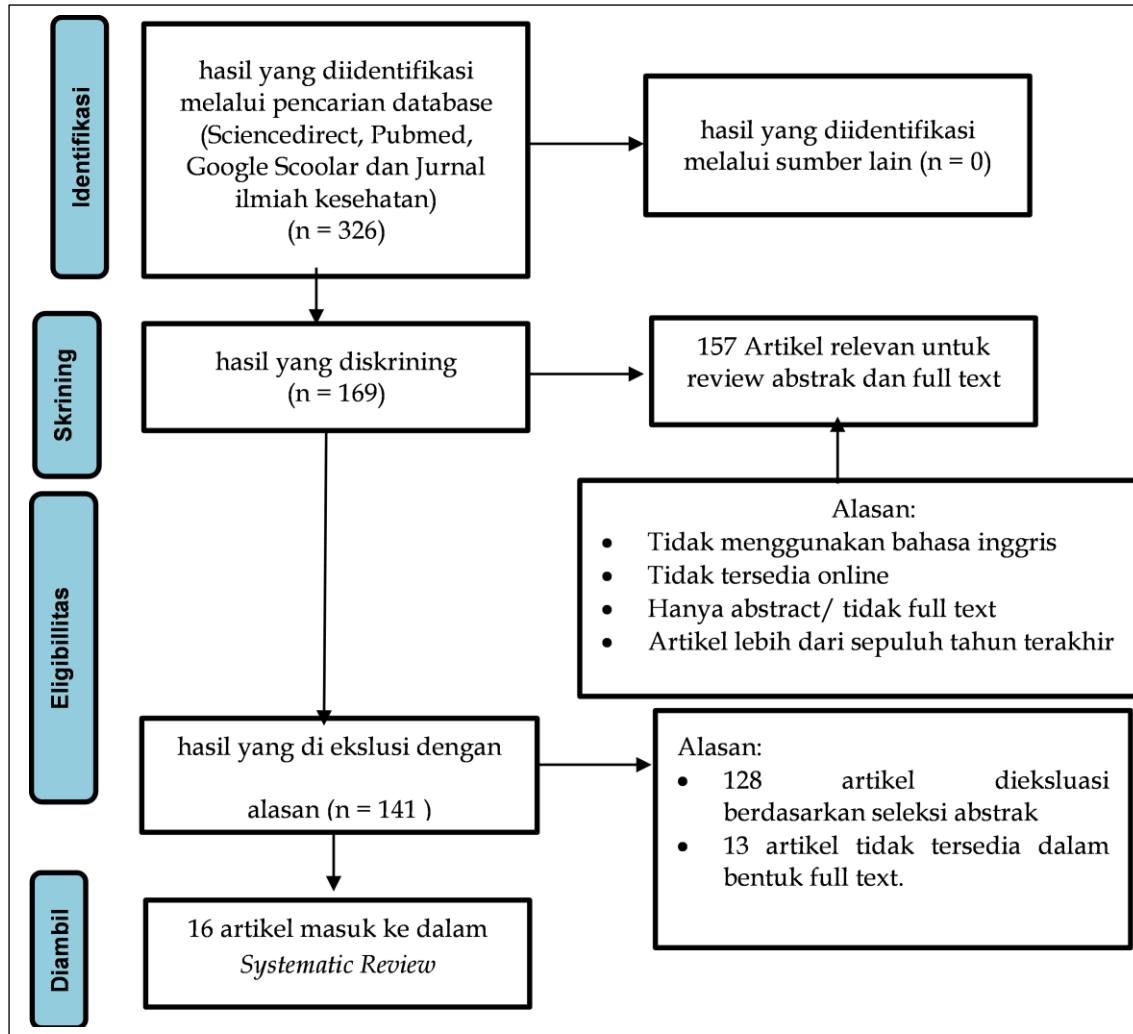 Identifikasi
hasil yang diidentifikasi
melalui pencarian database
(Sciencedirect, Pubmed,
Google Scoolar dan Jurnal
ilmiah kesehatan)
(n = 326)
hasil yang diidentifikasi
melalui sumber lain (n = 0)
Skrining
hasil yang diskrining
(n = 169)
157 Artikel relevan untuk
review abstrak dan full text
Alasan:
• Tidak menggunakan bahasa inggris
• Tidak tersedia online
• Hanya abstract/ tidak full text
• Artikel lebih dari sepuluh tahun terakhir
Eligibillitas
hasil yang di ekslusi dengan
alasan (n = 141 )
Alasan:
• 128 artikel dieksluasi
berdasarkan seleksi abstrak
• 13 artikel tidak tersedia dalam
bentuk full text.
Diambil
16 artikel masuk ke dalam
Systematic Review